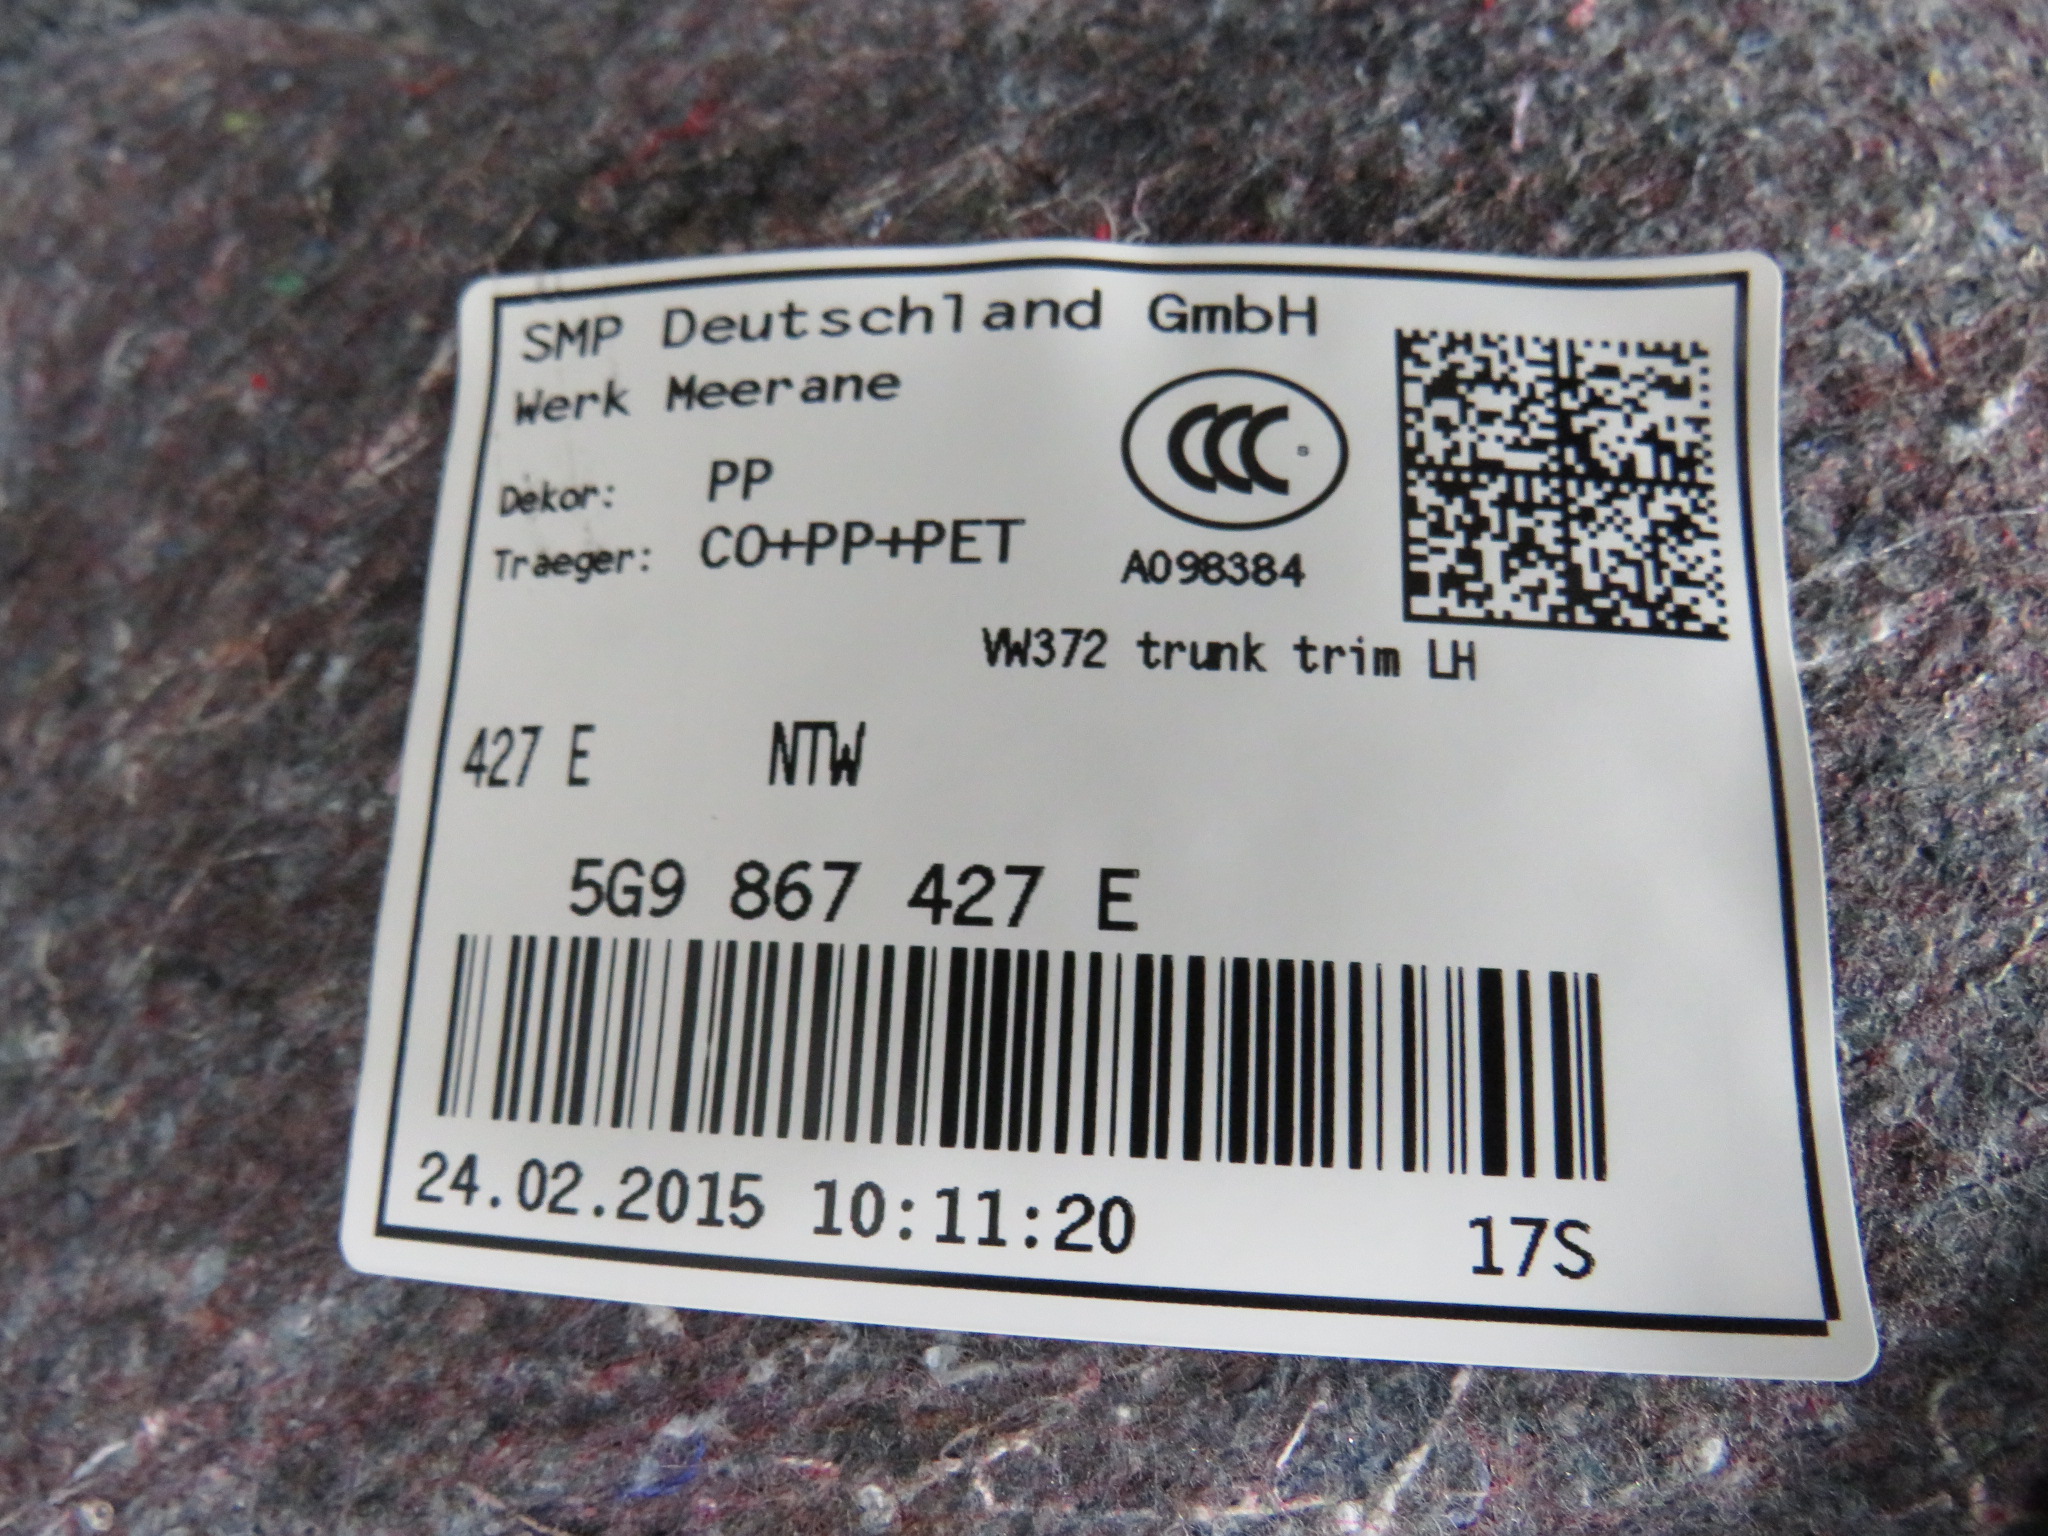 SMP Deutschland GmbH
Werk Meerane
Dekor: PP
Traeger: CO+PP+PET
CCC S
A098384
VW372 trunk trim LH
427 E NTW
5G9 867 427 E
24.02.2015 10:11:20 17S